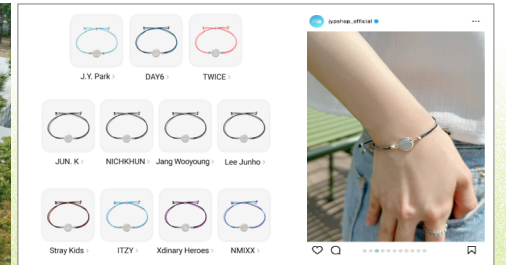 J.Y. Park >
DAY6 >
TWICE >
JUN. K >
NICHKHUN >
Jang Wooyoung >
Lee Junho >
Stray Kids >
ITZY >
Xdinary Heroes >
NMIXX >
jypshop_official